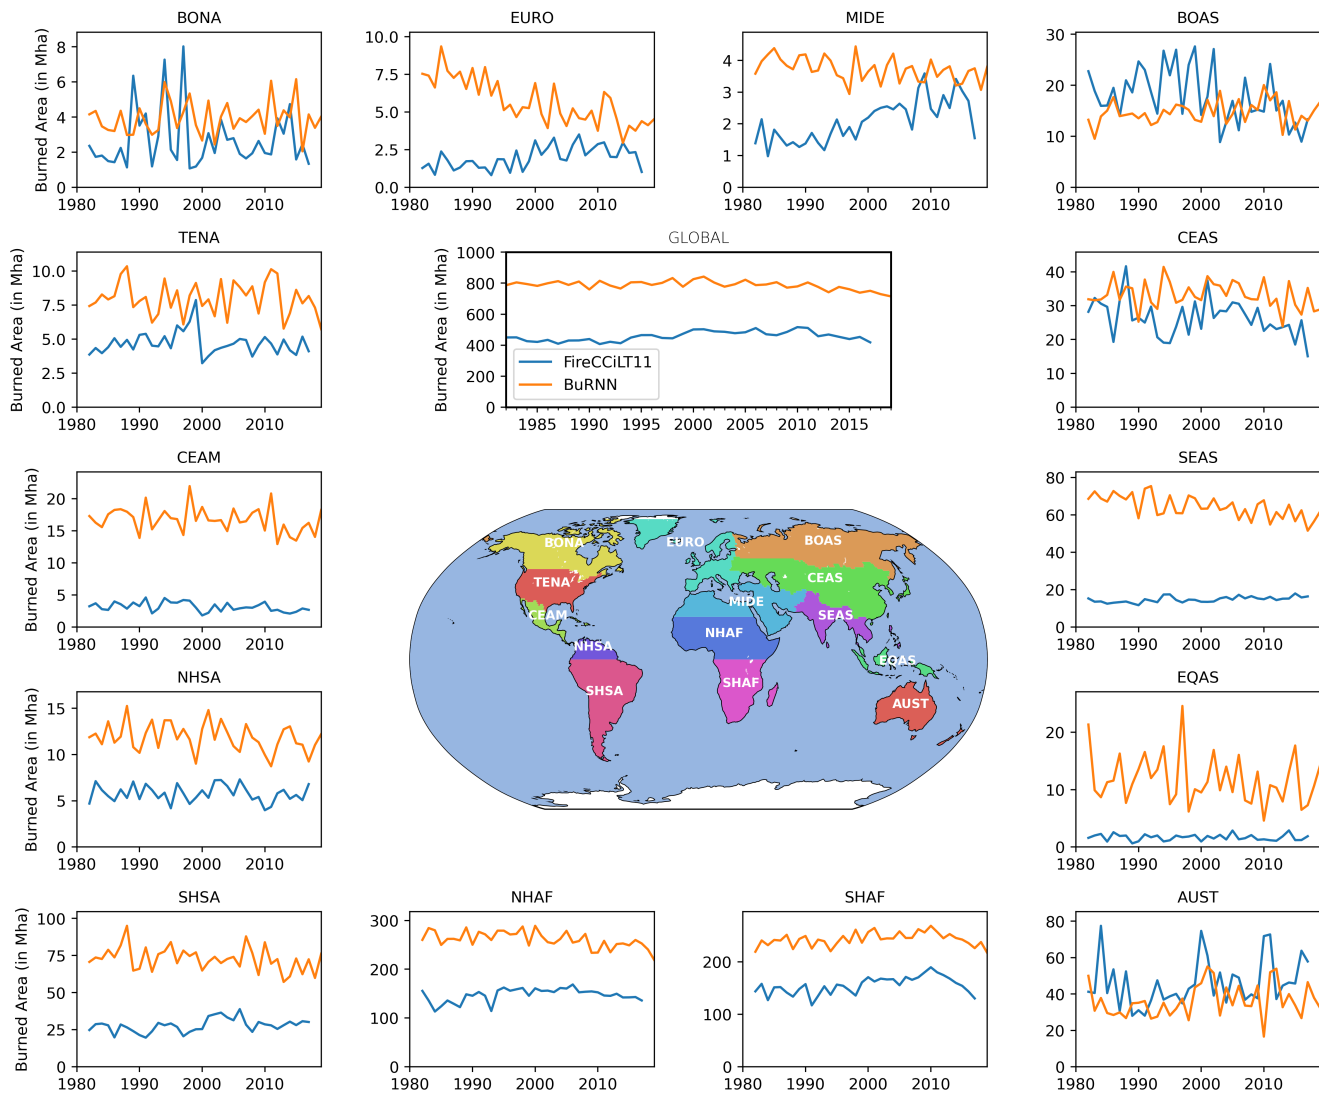 BONA
Burned Area (in Mha)
8
6
4
2
0
1980 1990 2000 2010
EURO
10.0
7.5
5.0
2.5
0.0
1980 1990 2000 2010
MIDE
4
3
2
1
0
1980 1990 2000 2010
BOAS
30
20
10
0
1980 1990 2000 2010
TENA
Burned Area (in Mha)
10.0
7.5
5.0
2.5
0.0
1980 1990 2000 2010
GLOBAL
Burned Area (in Mha)
1000
800
600
400
200
0
FireCCiLT11
BuRNN
1985 1990 1995 2000 2005 2010 2015
CEAS
40
30
20
10
0
1980 1990 2000 2010
CEAM
Burned Area (in Mha)
20
15
10
5
0
1980 1990 2000 2010
BONA
EURO
BOAS
TENA
CEAS
MIDE
CEAM
SEAS
NHAF
NHSA
EQAS
SHAF
SHSA
AUST
SEAS
80
60
40
20
0
1980 1990 2000 2010
NHSA
Burned Area (in Mha)
15
10
5
0
1980 1990 2000 2010
EQAS
20
10
0
1980 1990 2000 2010
SHSA
Burned Area (in Mha)
100
75
50
25
0
1980 1990 2000 2010
NHAF
300
200
100
0
1980 1990 2000 2010
SHAF
200
100
0
1980 1990 2000 2010
AUST
80
60
40
20
0
1980 1990 2000 2010